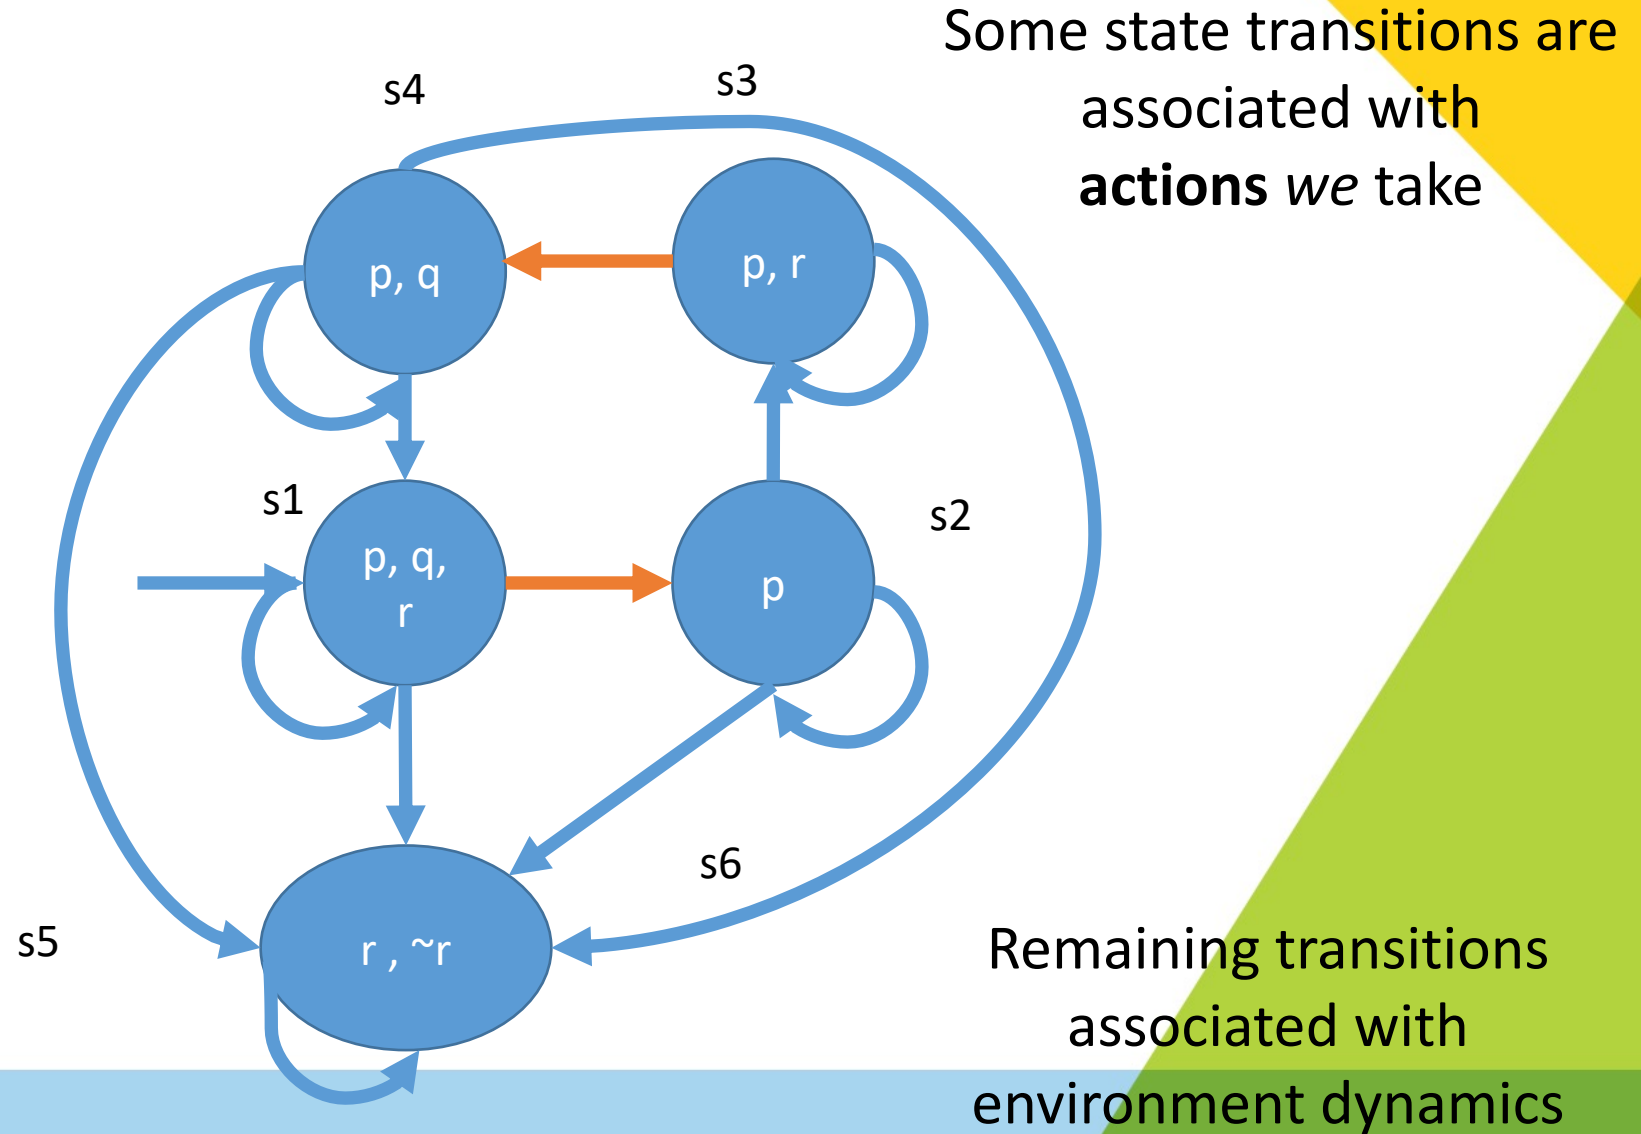 Some state transitions are
associated with
actions we take
s4
s3
p, q
p, r
s1
s2
p, q,
r
p
s6
s5
r , ~r
Remaining transitions
associated with
environment dynamics